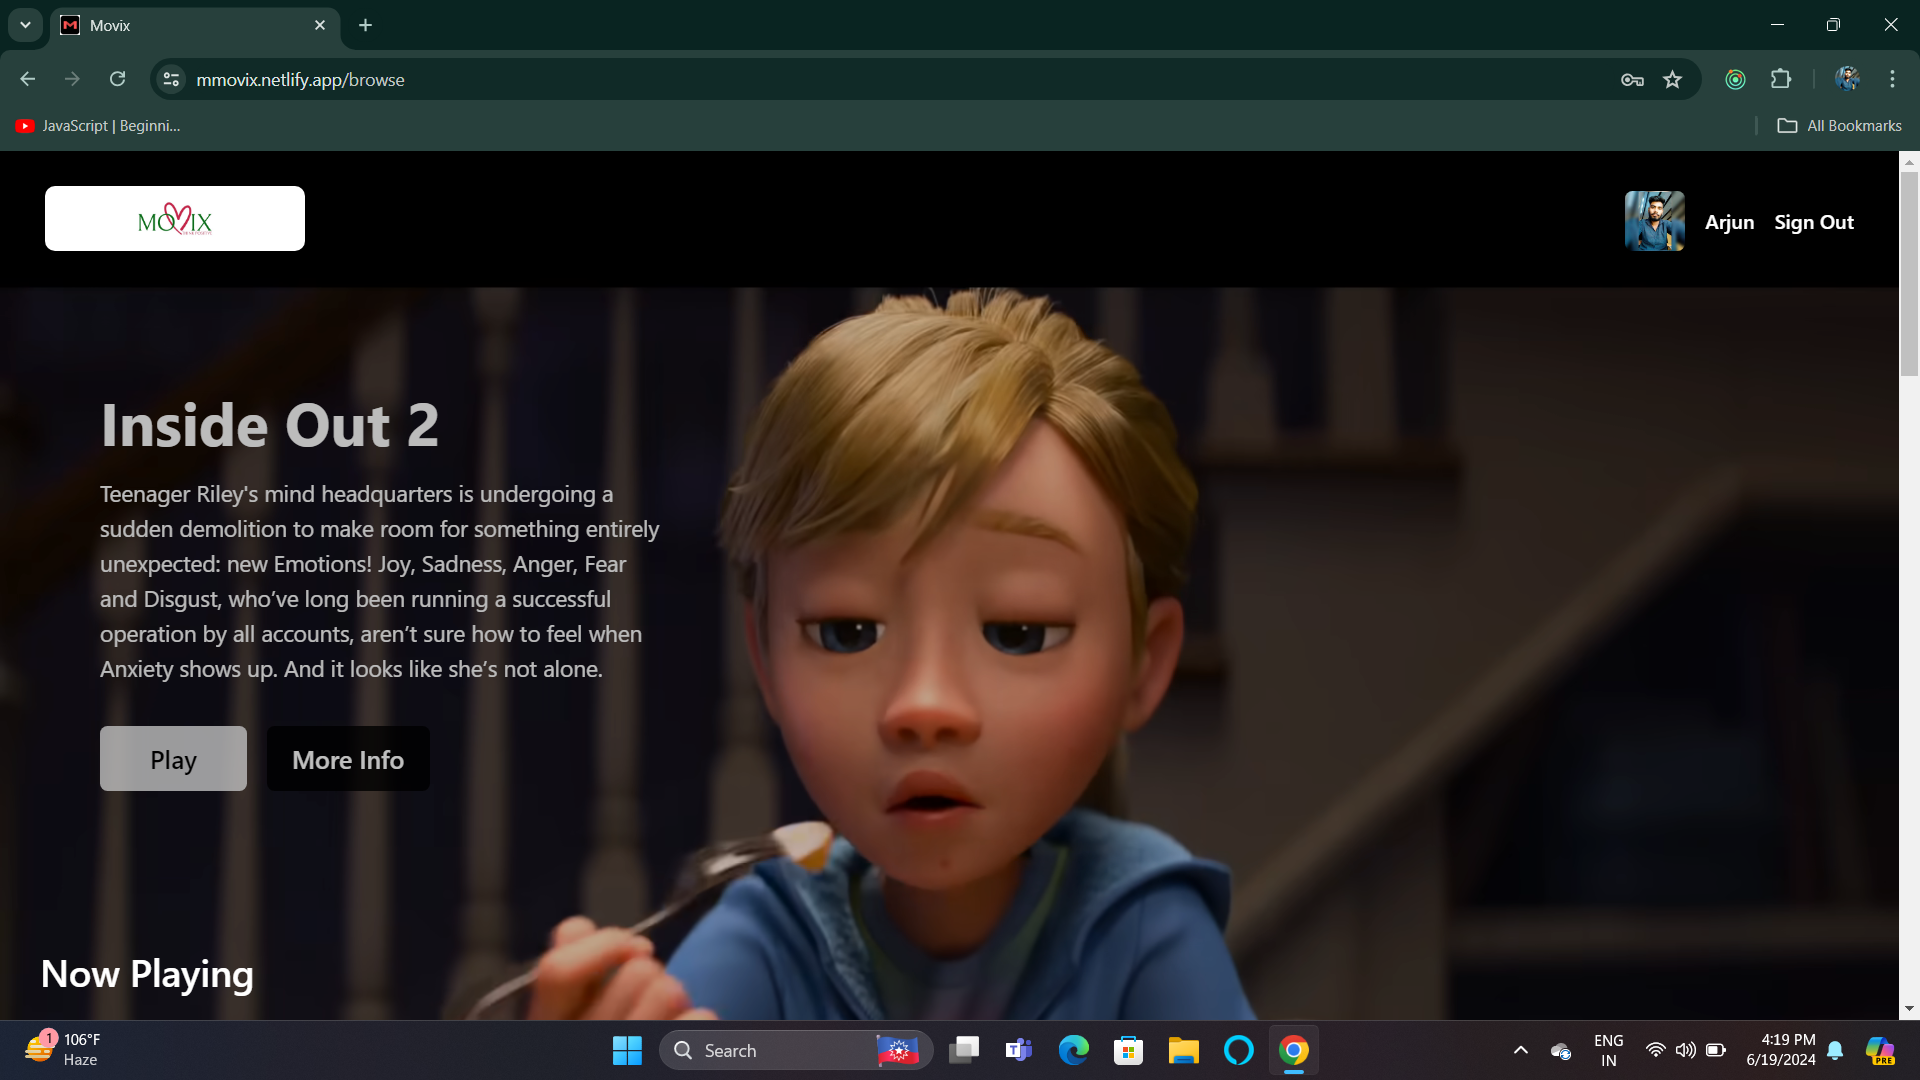 Movix
mmovix.netlify.app/browse
JavaScript | Beginni...
All Bookmarks
MOVIX
Arjun
Sign Out
Inside Out 2
Teenager Riley's mind headquarters is undergoing a
sudden demolition to make room for something entirely
unexpected: new Emotions! Joy, Sadness, Anger, Fear
and Disgust, who’ve long been running a successful
operation by all accounts, aren’t sure how to feel when
Anxiety shows up. And it looks like she’s not alone.
Play
More Info
Now Playing
1
106°F
Haze
Search
ENG
IN
4:19 PM
6/19/2024
PRE